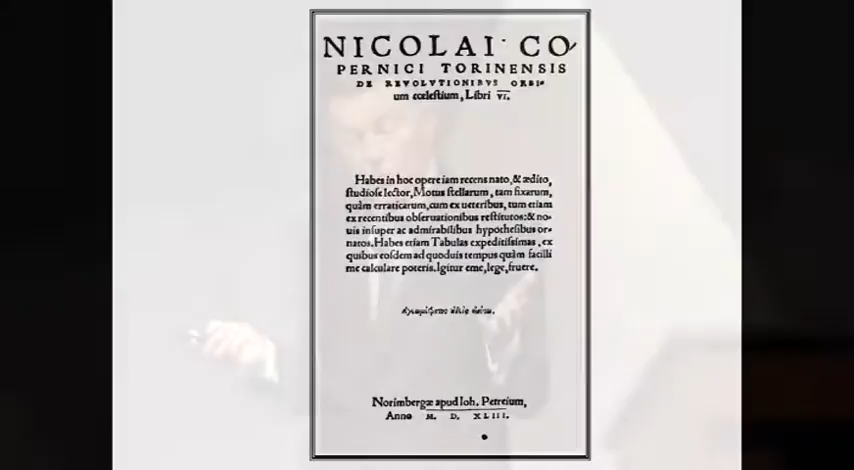 NICOLAI CO
PERNICI TORINENSIS
DE REVOLVTIONIBVS ORBI-
um cœlestium, Libri VI.
Habes in hoc opere iam recens nato, & ædito,
studiose lector, Motus stellarum, tam fixarum,
quàm erraticarum, cum ex ueteribus, tum etiam
ex recentibus obseruationibus restitutos: & no-
uis insuper ac admirabilibus hypothesibus or-
natos. Habes etiam Tabulas expeditissimas, ex
quibus eosdem ad quoduis tempus quàm facilli
me calculare poteris. Igitur eme, lege, fruere.
Norimbergæ apud Ioh. Petreium,
Anno M. D. XLIII.